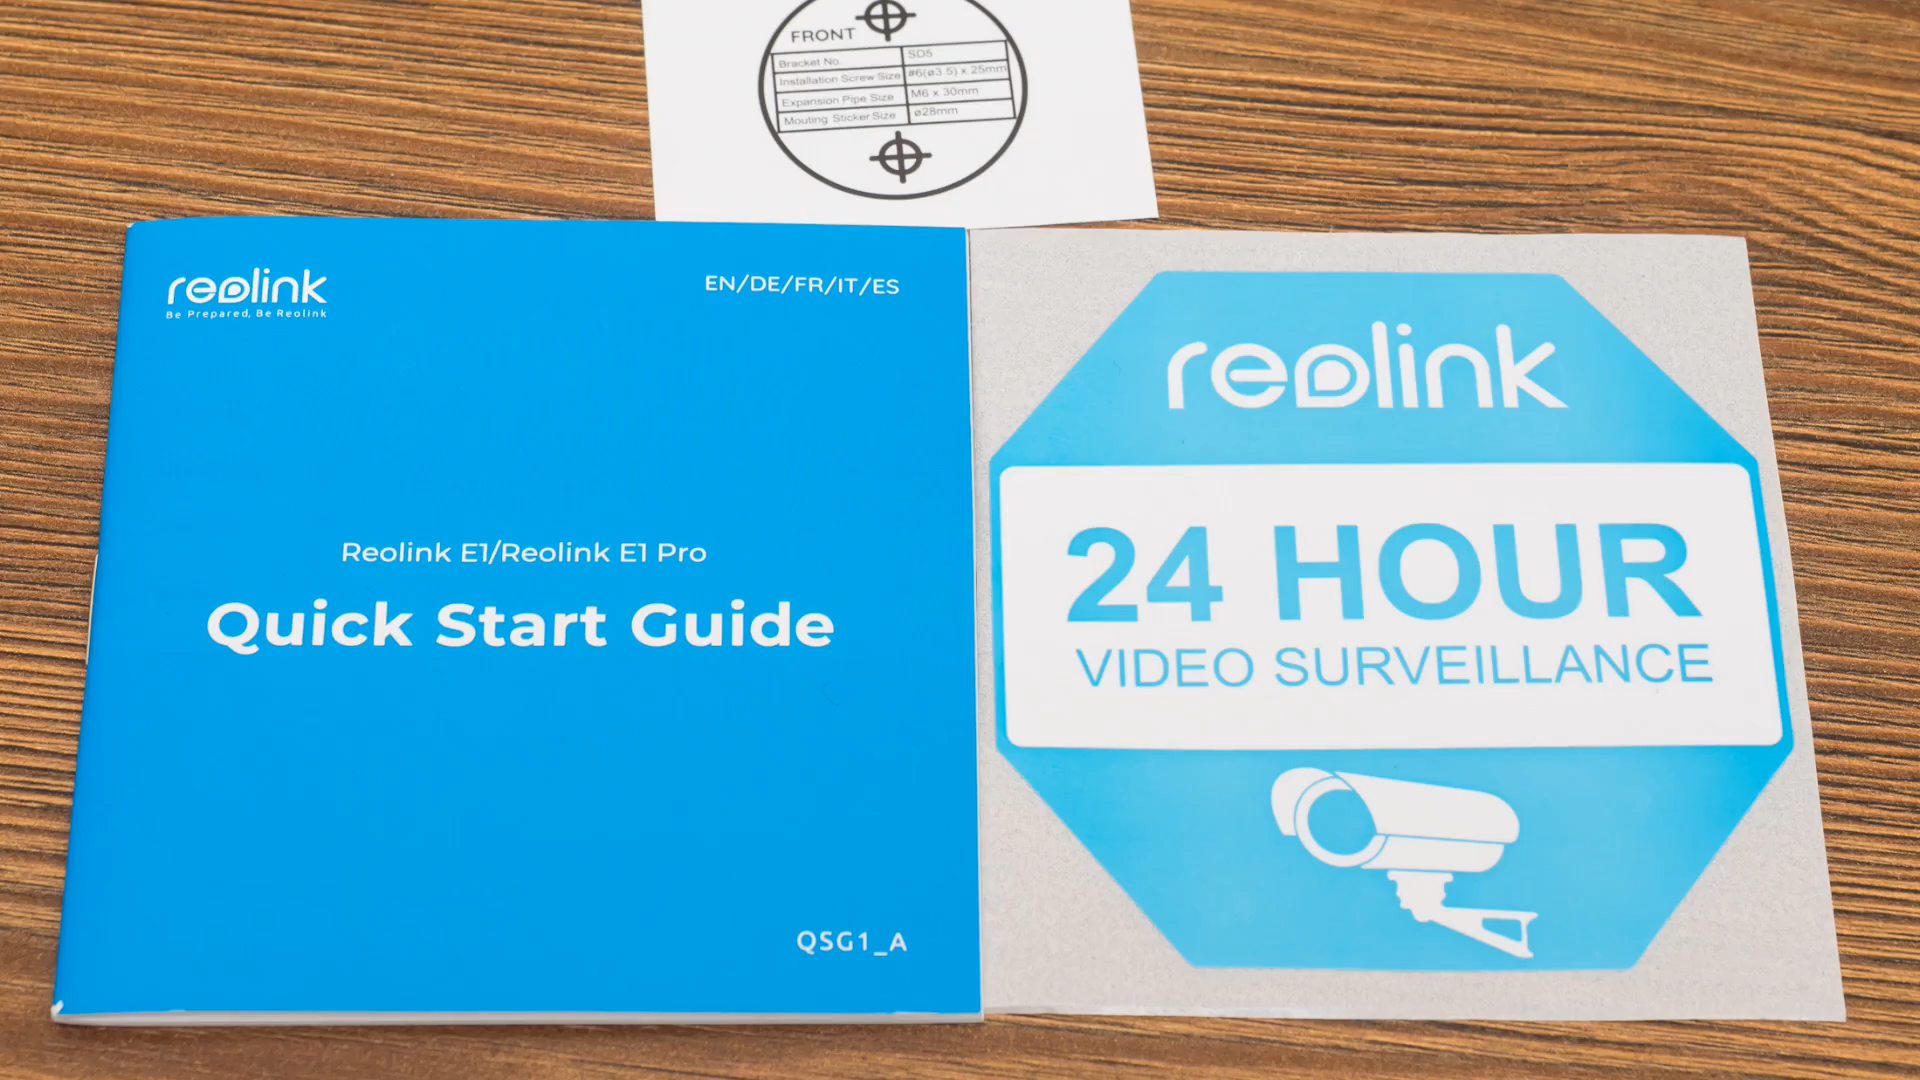 FRONT
Bracket No. SD5
Installation Screw Size #6(ø3.5) x 25mm
Expansion Pipe Size M6 x 30mm
Mouting Sticker Size ø28mm
reolink
Be Prepared, Be Reolink
EN/DE/FR/IT/ES
Reolink E1/Reolink E1 Pro
Quick Start Guide
QSG1_A
reolink
24 HOUR
VIDEO SURVEILLANCE